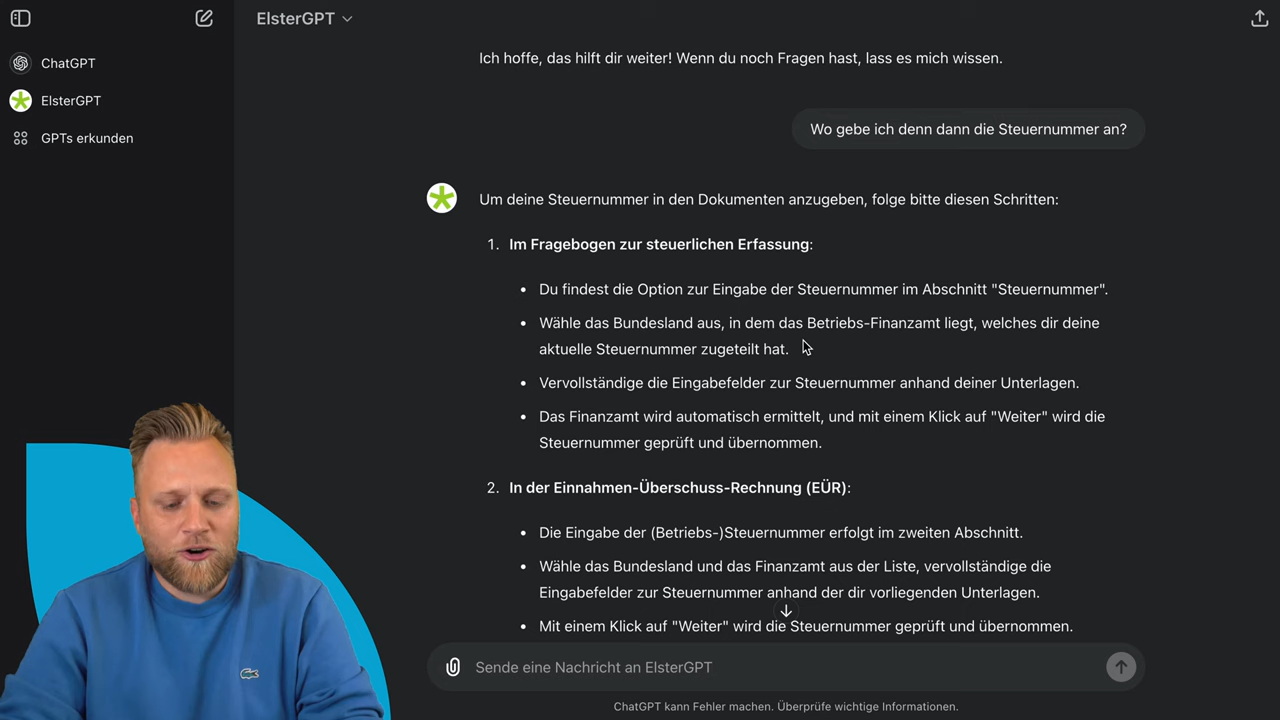 ElsterGPT
ChatGPT
ElsterGPT
GPTs erkunden
Ich hoffe, das hilft dir weiter! Wenn du noch Fragen hast, lass es mich wissen.
Wo gebe ich denn dann die Steuernummer an?
Um deine Steuernummer in den Dokumenten anzugeben, folge bitte diesen Schritten:
1. Im Fragebogen zur steuerlichen Erfassung:
• Du findest die Option zur Eingabe der Steuernummer im Abschnitt "Steuernummer".
• Wähle das Bundesland aus, in dem das Betriebs-Finanzamt liegt, welches dir deine
aktuelle Steuernummer zugeteilt hat.
• Vervollständige die Eingabefelder zur Steuernummer anhand deiner Unterlagen.
• Das Finanzamt wird automatisch ermittelt, und mit einem Klick auf "Weiter" wird die
Steuernummer geprüft und übernommen.
2. In der Einnahmen-Überschuss-Rechnung (EÜR):
• Die Eingabe der (Betriebs-)Steuernummer erfolgt im zweiten Abschnitt.
• Wähle das Bundesland und das Finanzamt aus der Liste, vervollständige die
Eingabefelder zur Steuernummer anhand der dir vorliegenden Unterlagen.
• Mit einem Klick auf "Weiter" wird die Steuernummer geprüft und übernommen.
Sende eine Nachricht an ElsterGPT
ChatGPT kann Fehler machen. Überprüfe wichtige Informationen.